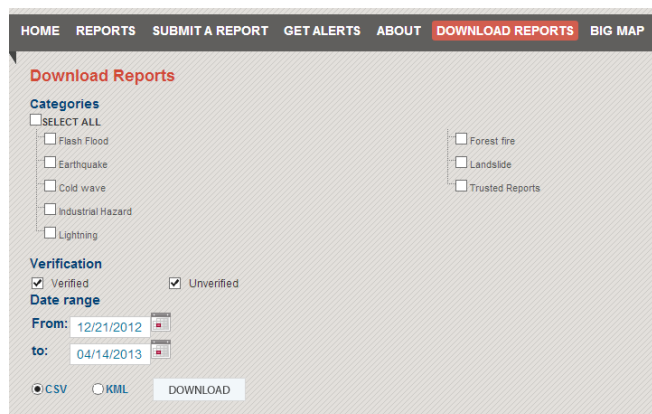 HOME REPORTS SUBMIT A REPORT GET ALERTS ABOUT DOWNLOAD REPORTS BIG MAP
Download Reports
Categories
SELECT ALL
Flash Flood
Earthquake
Cold wave
Industrial Hazard
Lightning
Forest fire
Landslide
Trusted Reports
Verification
Verified Unverified
Date range
From: 12/21/2012
to: 04/14/2013
CSV KML DOWNLOAD